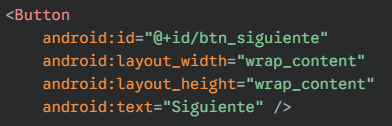 <Button
    android:id="@+id/btn_siguiente"
    android:layout_width="wrap_content"
    android:layout_height="wrap_content"
    android:text="Siguiente" />